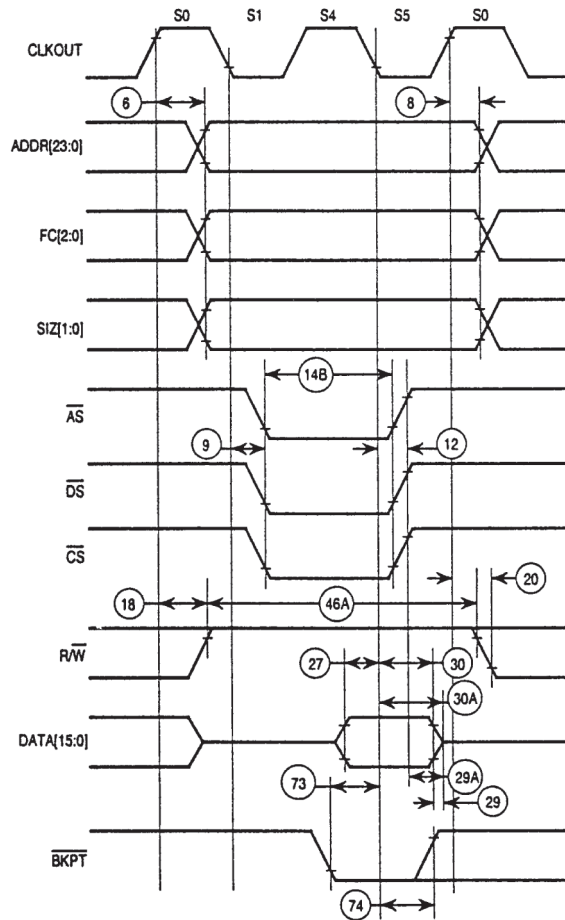 S0 S1 S4 S5 S0
CLKOUT
6 8
ADDR[23:0]
FC[2:0]
SIZ[1:0]
14B
AS
9 12
DS
CS
20
18 46A
R/W
27 30
30A
DATA[15:0]
29A
73 29
BKPT
74